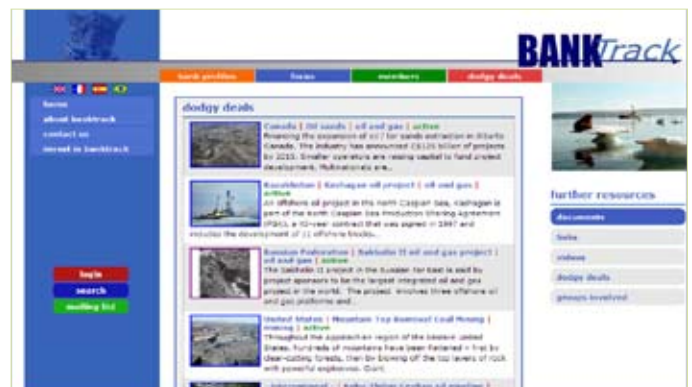 BANKTrack
bank profiles
focus
members
dodgy deals
home
about banktrack
contact us
invest in banktrack
login
search
mailing list
dodgy deals
Canada | Oil sands | oil and gas | active
Financing the expansion of oil / tar sands extraction in Alberta
Canada. The industry has announced C$125 billion of projects
by 2015. Smaller operators are raising capital to fund project
development. Multinationals are...
Kazakhstan | Kashagan oil project | oil and gas |
active
An offshore oil project in the north Caspian Sea, Kashagan is
part of the North Caspian Sea Production Sharing Agreement
(PSA), a 40-year contract that was signed in 1997 and
includes the development of 11 offshore blocks...
Russian Federation | Sakhalin II oil and gas project |
oil and gas | active
The Sakhalin II project in the Russian Far East is said by
project sponsors to be the largest integrated oil and gas
project in the world. The project involves three offshore oil
and gas platforms and...
United States | Mountain Top Removal Coal Mining |
mining | active
Throughout the Appalachian region of the eastern United
States, hundreds of mountains have been flattened - first by
clear-cutting forests, then by blowing off the top layers of rock
with powerful explosives. Giant
further resources
documents
links
videos
dodgy deals
groups involved